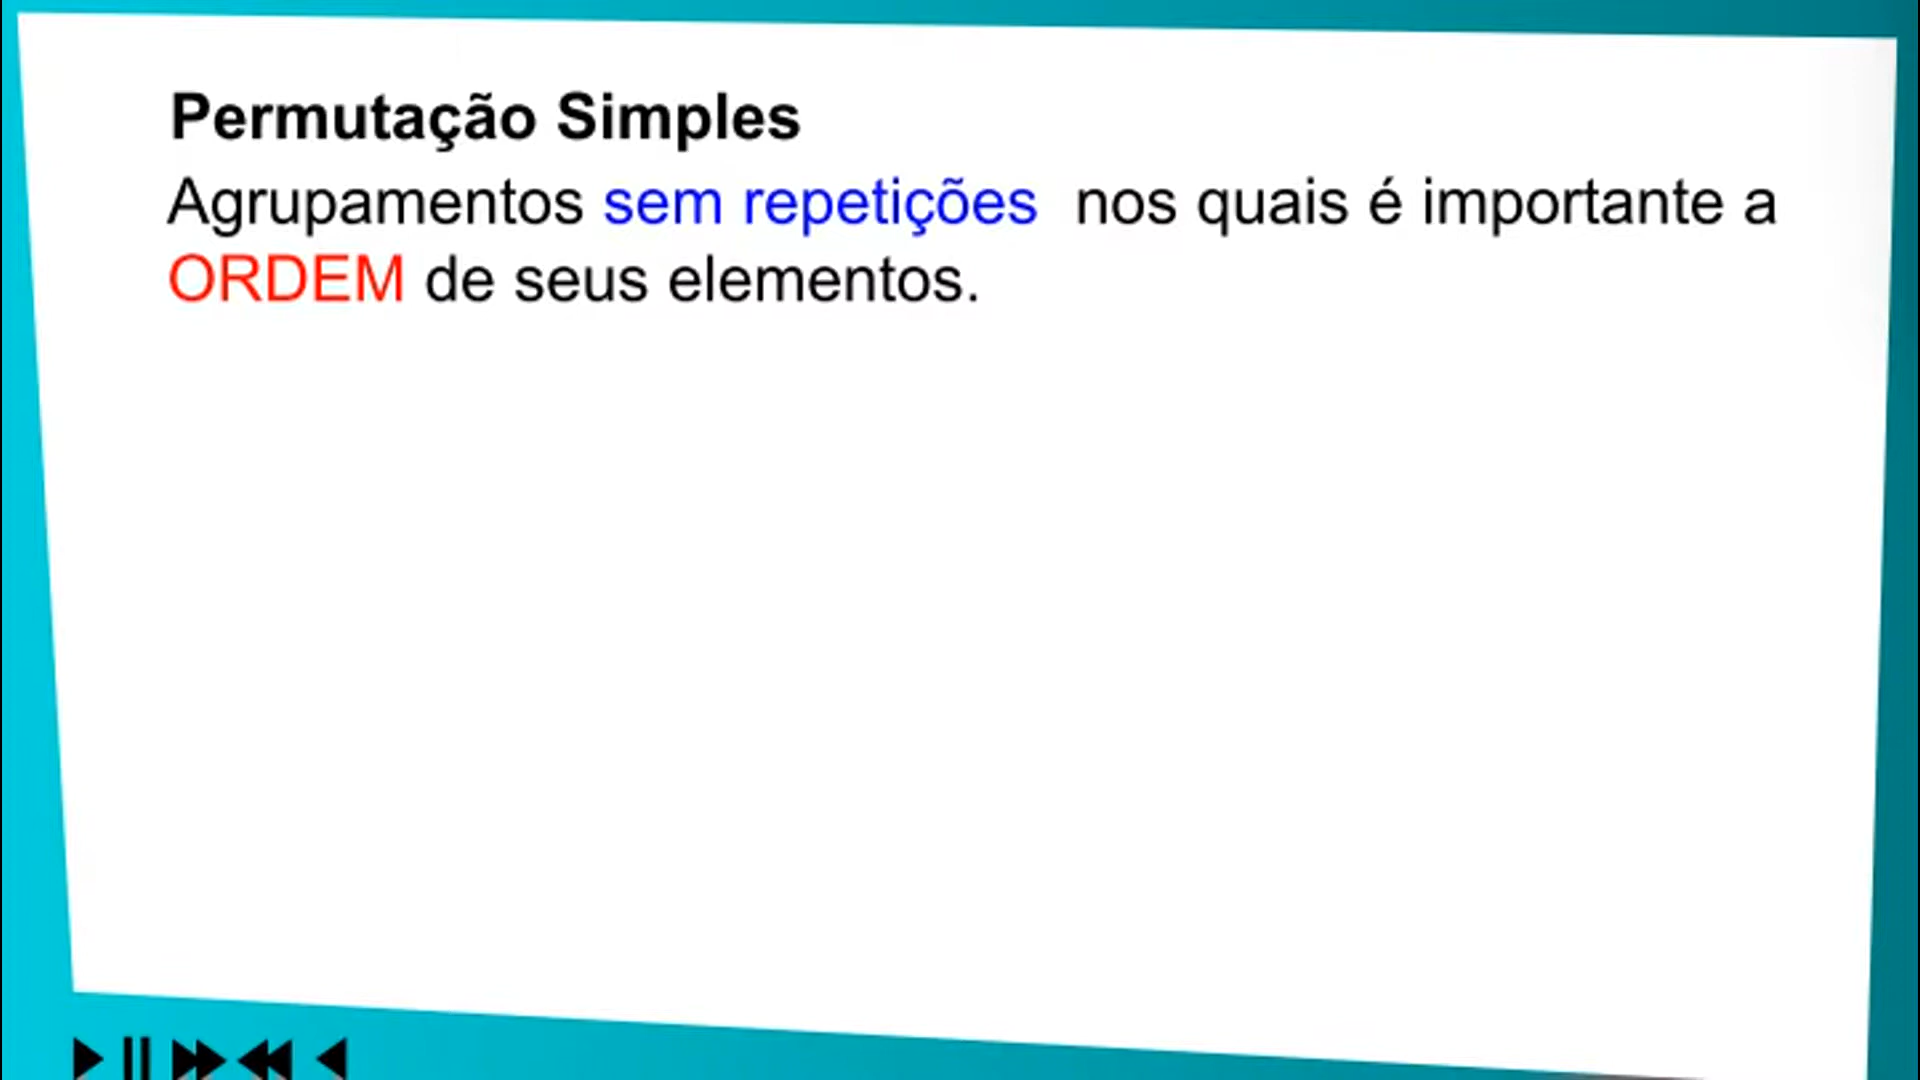 Permutação Simples
Agrupamentos sem repetições nos quais é importante a
ORDEM de seus elementos.